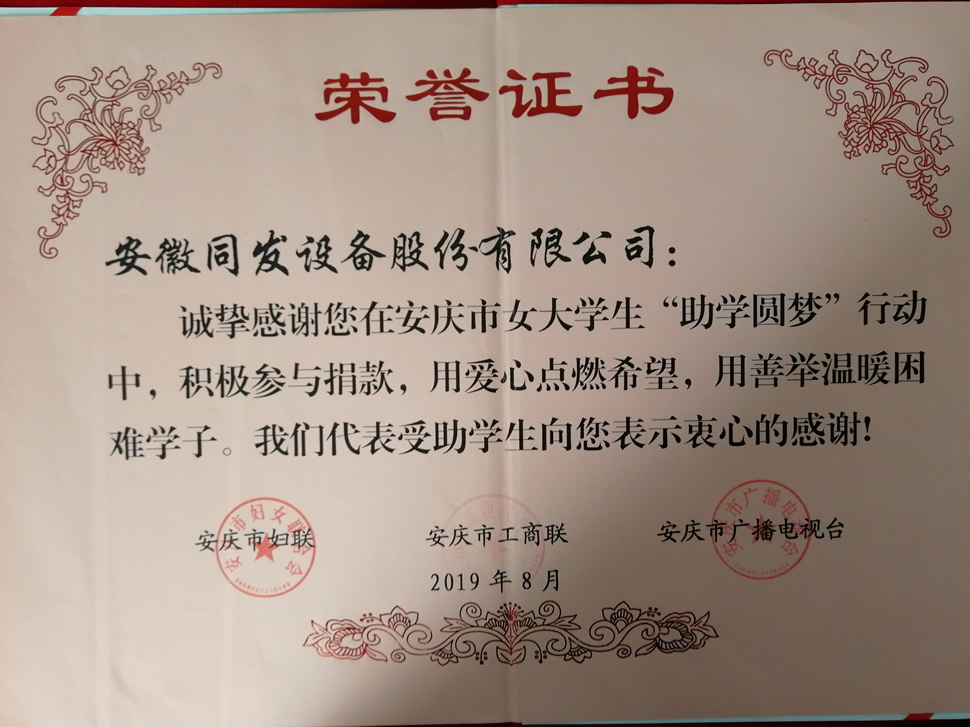 荣誉证书
安徽同发设备股份有限公司：
诚挚感谢您在安庆市女大学生“助学圆梦”行动
中，积极参与捐款，用爱心点燃希望，用善举温暖困
难学子。我们代表受助学生向您表示衷心的感谢！
安庆市妇联 安庆市工商联 安庆市广播电视台
2019年8月